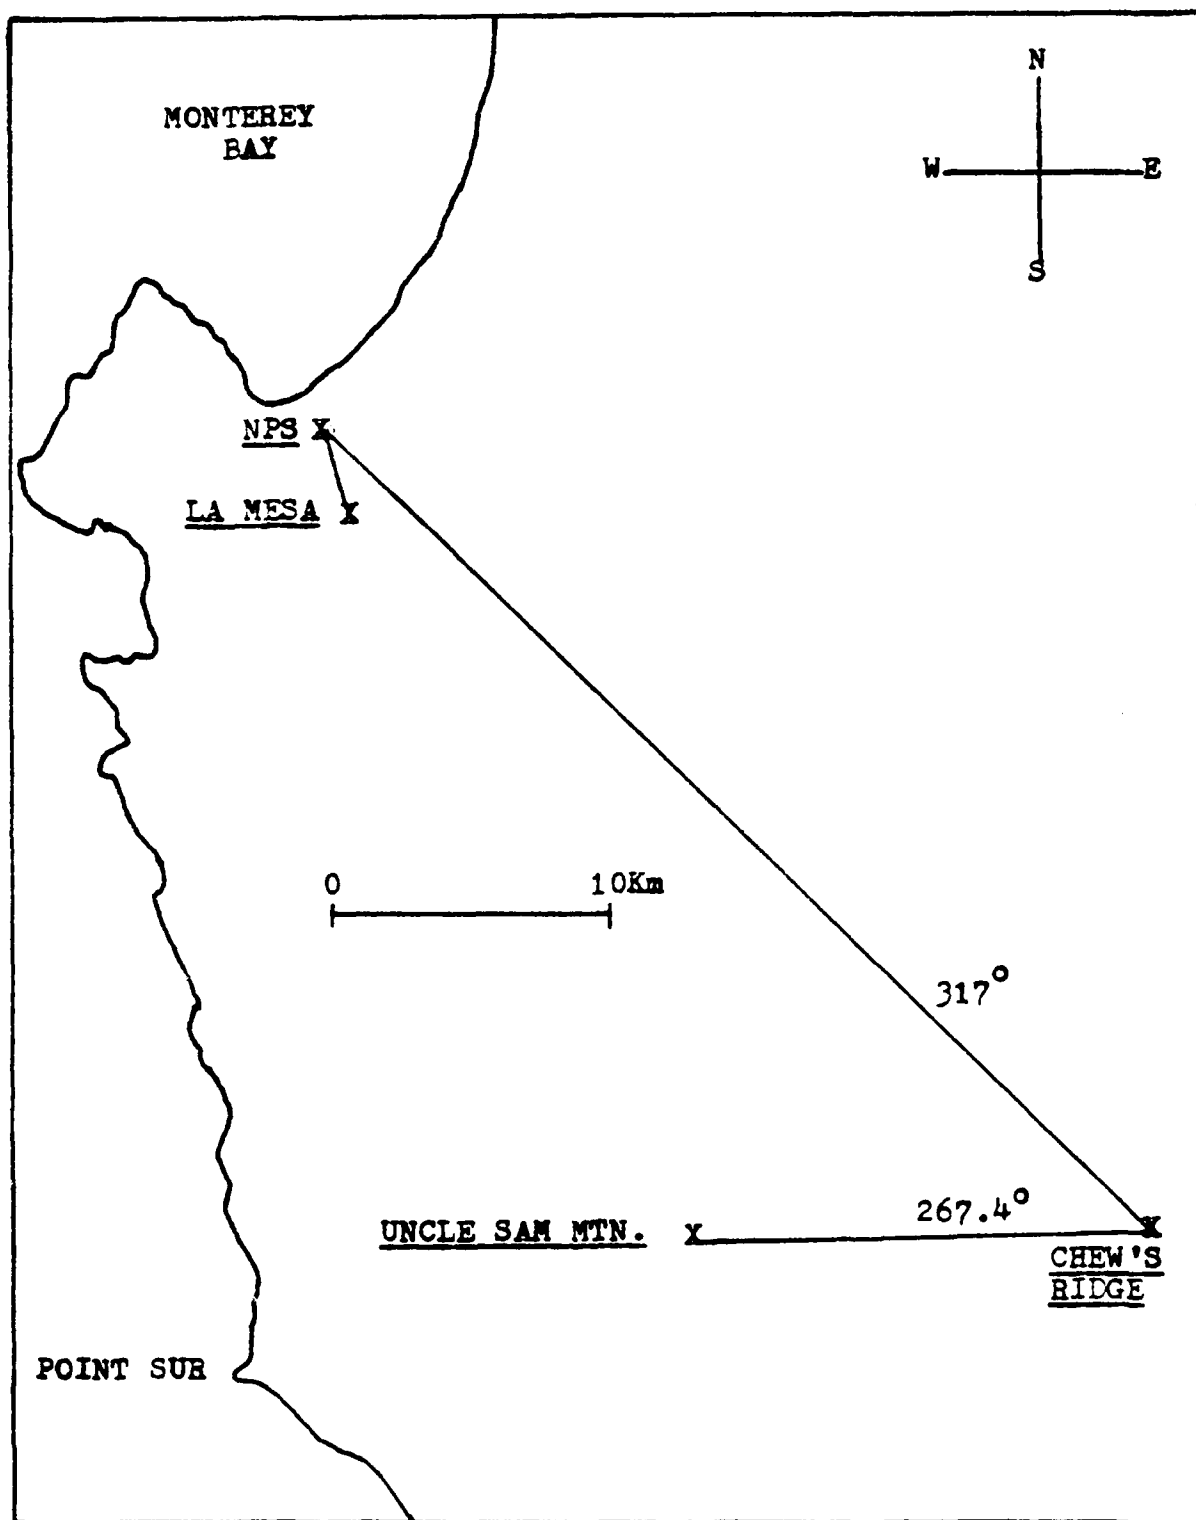 MONTEREY
BAY
N
W
E
S
NPS
LA MESA
0
10Km
317°
267.4°
UNCLE SAM MTN.
CHEW'S
RIDGE
POINT SUR